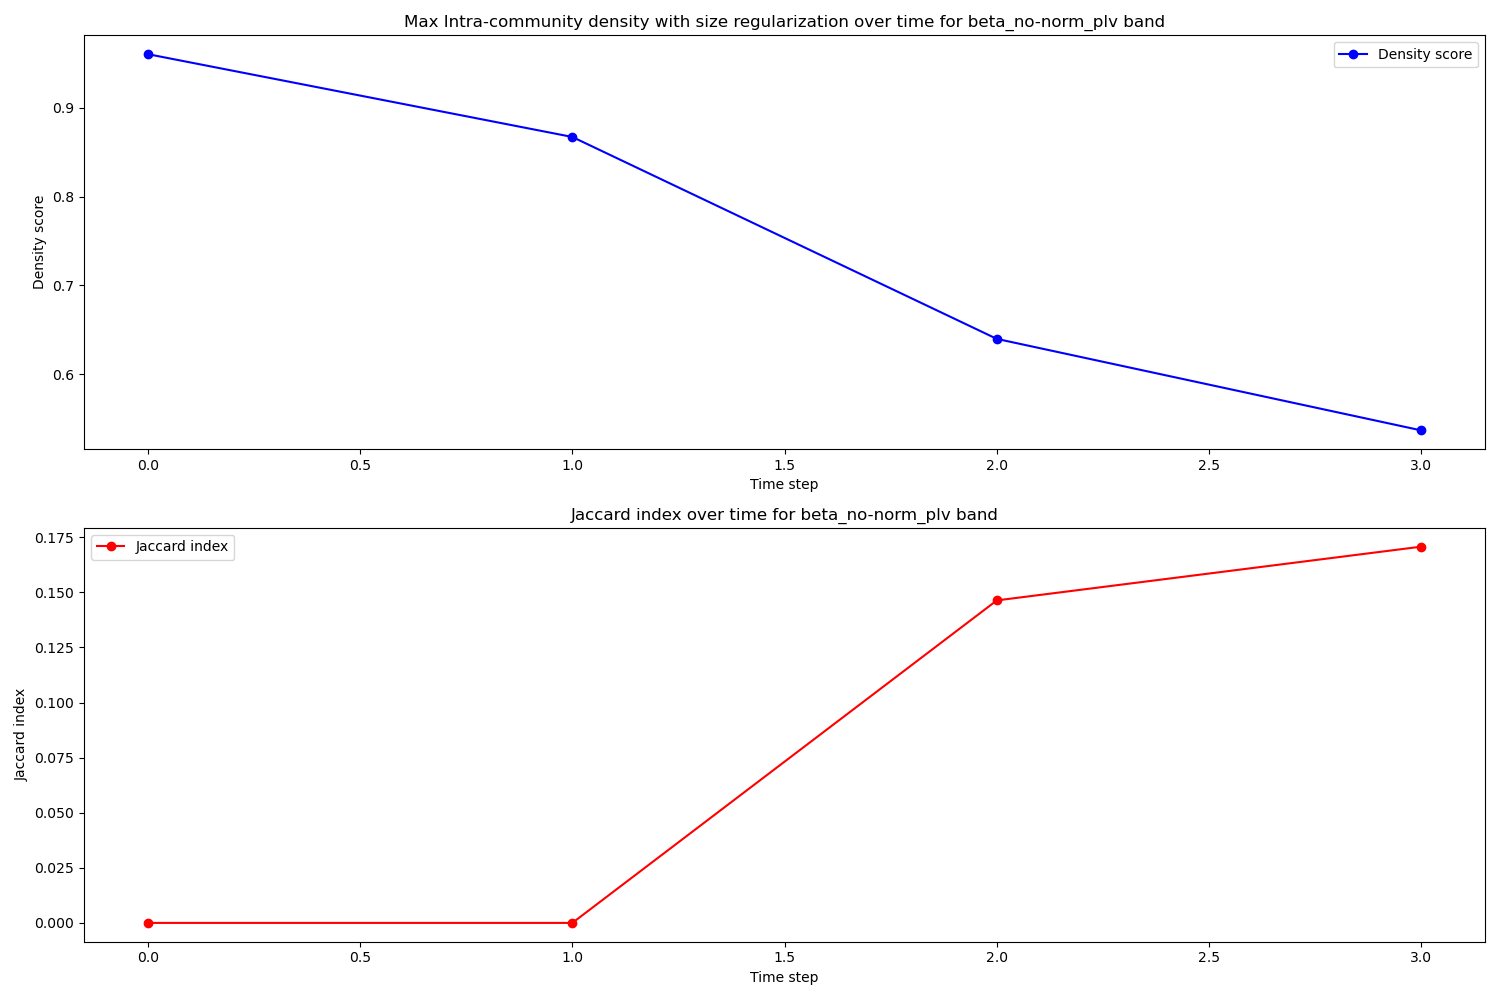 Max Intra-community density with size regularization over time for beta_no-norm_plv band
Density score
0.9
0.8
0.7
0.6
Density score
0.0 0.5 1.0 1.5 2.0 2.5 3.0
Time step
Jaccard index over time for beta_no-norm_plv band
Jaccard index
0.175
0.150
0.125
0.100
0.075
0.050
0.025
0.000
Jaccard index
0.0 0.5 1.0 1.5 2.0 2.5 3.0
Time step